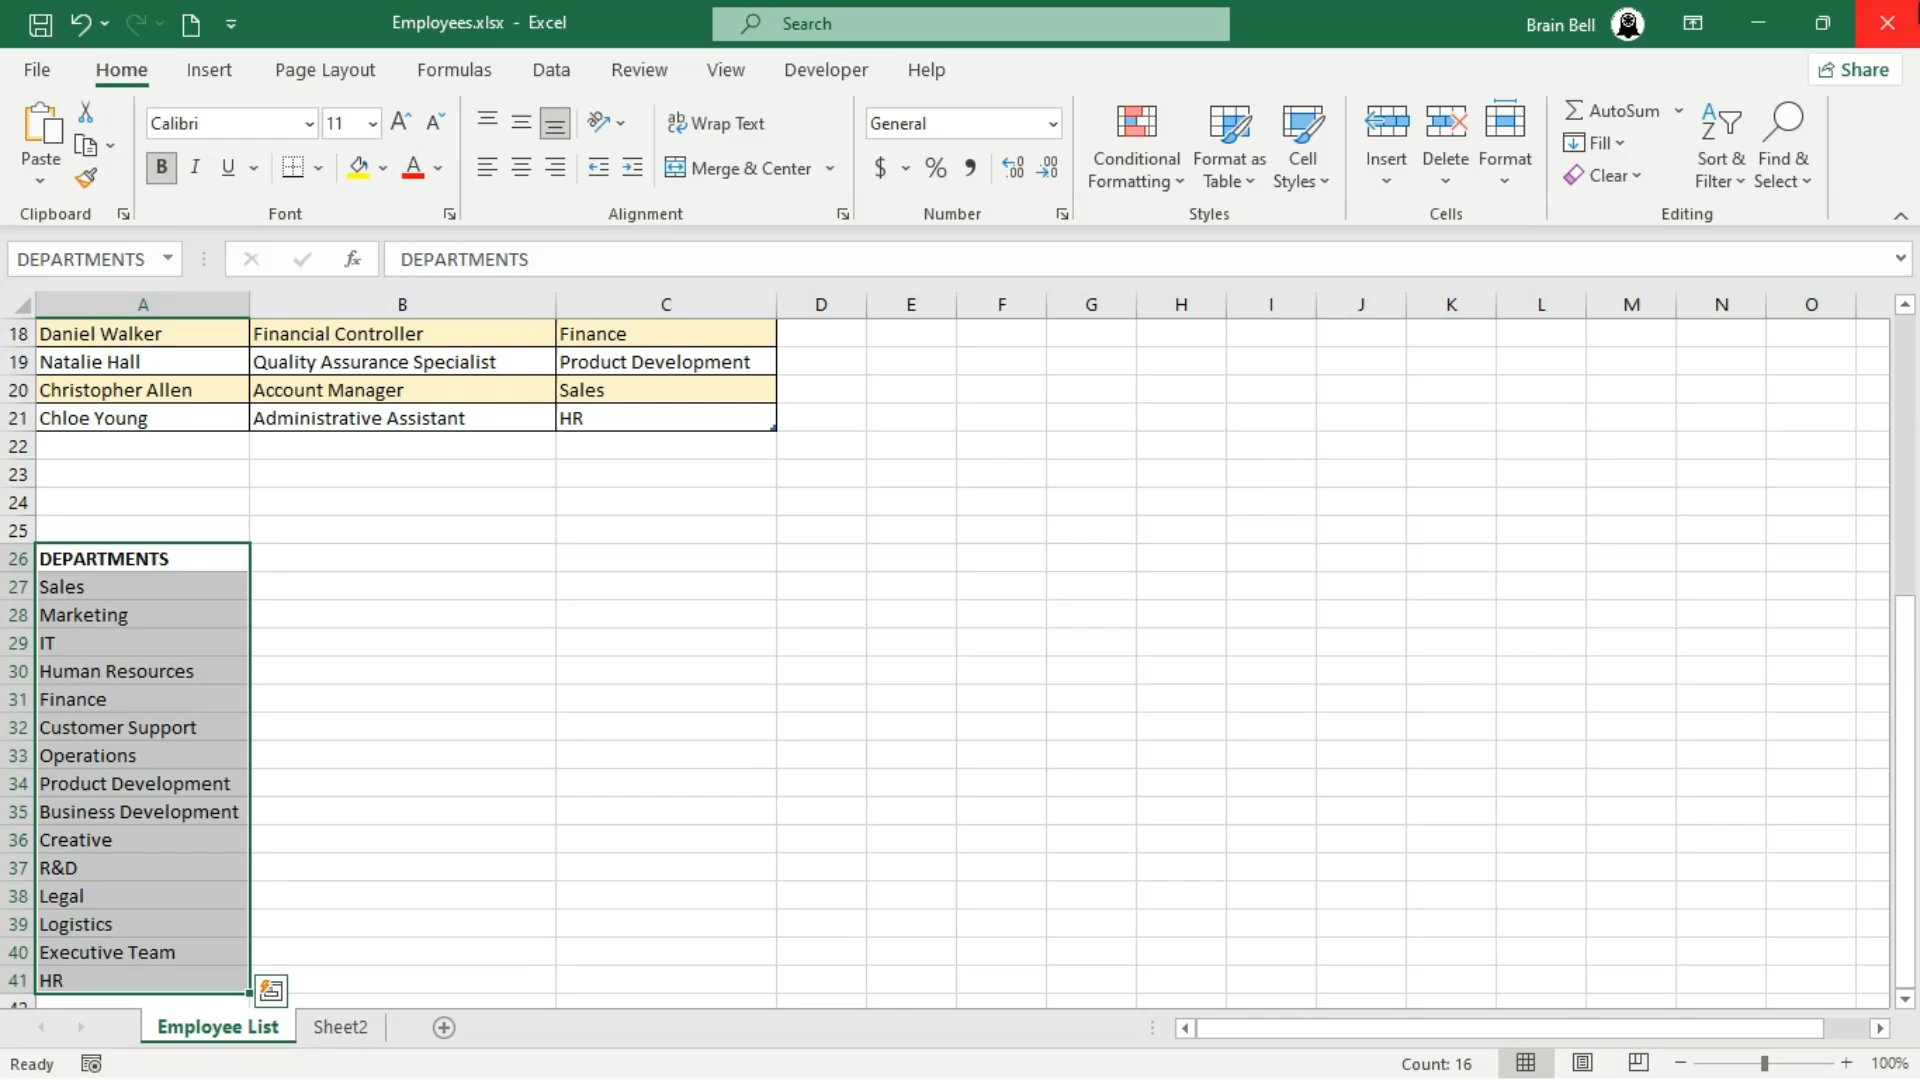 Employees.xlsx - Excel
Search
Brain Bell
File Home Insert Page Layout Formulas Data Review View Developer Help
Share
Paste
Calibri 11
B I U
Wrap Text
Merge & Center
General
$ % ,
Conditional Formatting
Format as Table
Cell Styles
Insert
Delete
Format
AutoSum
Fill
Clear
Sort & Filter
Find & Select
Clipboard Font Alignment Number Styles Cells Editing
DEPARTMENTS fx DEPARTMENTS
A B C D E F G H I J K L M N O
18 Daniel Walker Financial Controller Finance
19 Natalie Hall Quality Assurance Specialist Product Development
20 Christopher Allen Account Manager Sales
21 Chloe Young Administrative Assistant HR
22
23
24
25
26 DEPARTMENTS
27 Sales
28 Marketing
29 IT
30 Human Resources
31 Finance
32 Customer Support
33 Operations
34 Product Development
35 Business Development
36 Creative
37 R&D
38 Legal
39 Logistics
40 Executive Team
41 HR
42
Employee List Sheet2
Ready Count: 16 100%